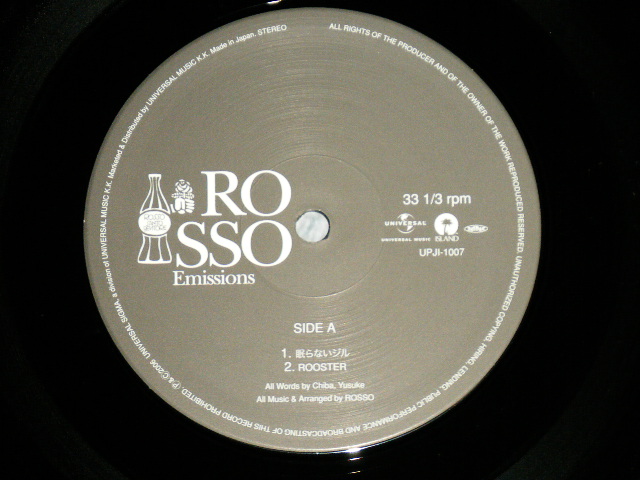 ℗ & ©2006 UNIVERSAL SIGMA, a division of UNIVERSAL MUSIC K.K. Marketed & Distributed by UNIVERSAL MUSIC K.K. Made in Japan. STEREO
ALL RIGHTS OF THE PRODUCER AND OF THE OWNER OF THE WORK REPRODUCED RESERVED. UNAUTHORIZED COPYING, HIRING, LENDING, PUBLIC PERFORMANCE AND BROADCASTING OF THIS RECORD PROHIBITED.
RO
SSO
Emissions
33 1/3 rpm
UNIVERSAL
UNIVERSAL MUSIC
ISLAND
UPJI-1007
SIDE A
1. 眠らないジル
2. ROOSTER
All Words by Chiba, Yusuke
All Music & Arranged by ROSSO